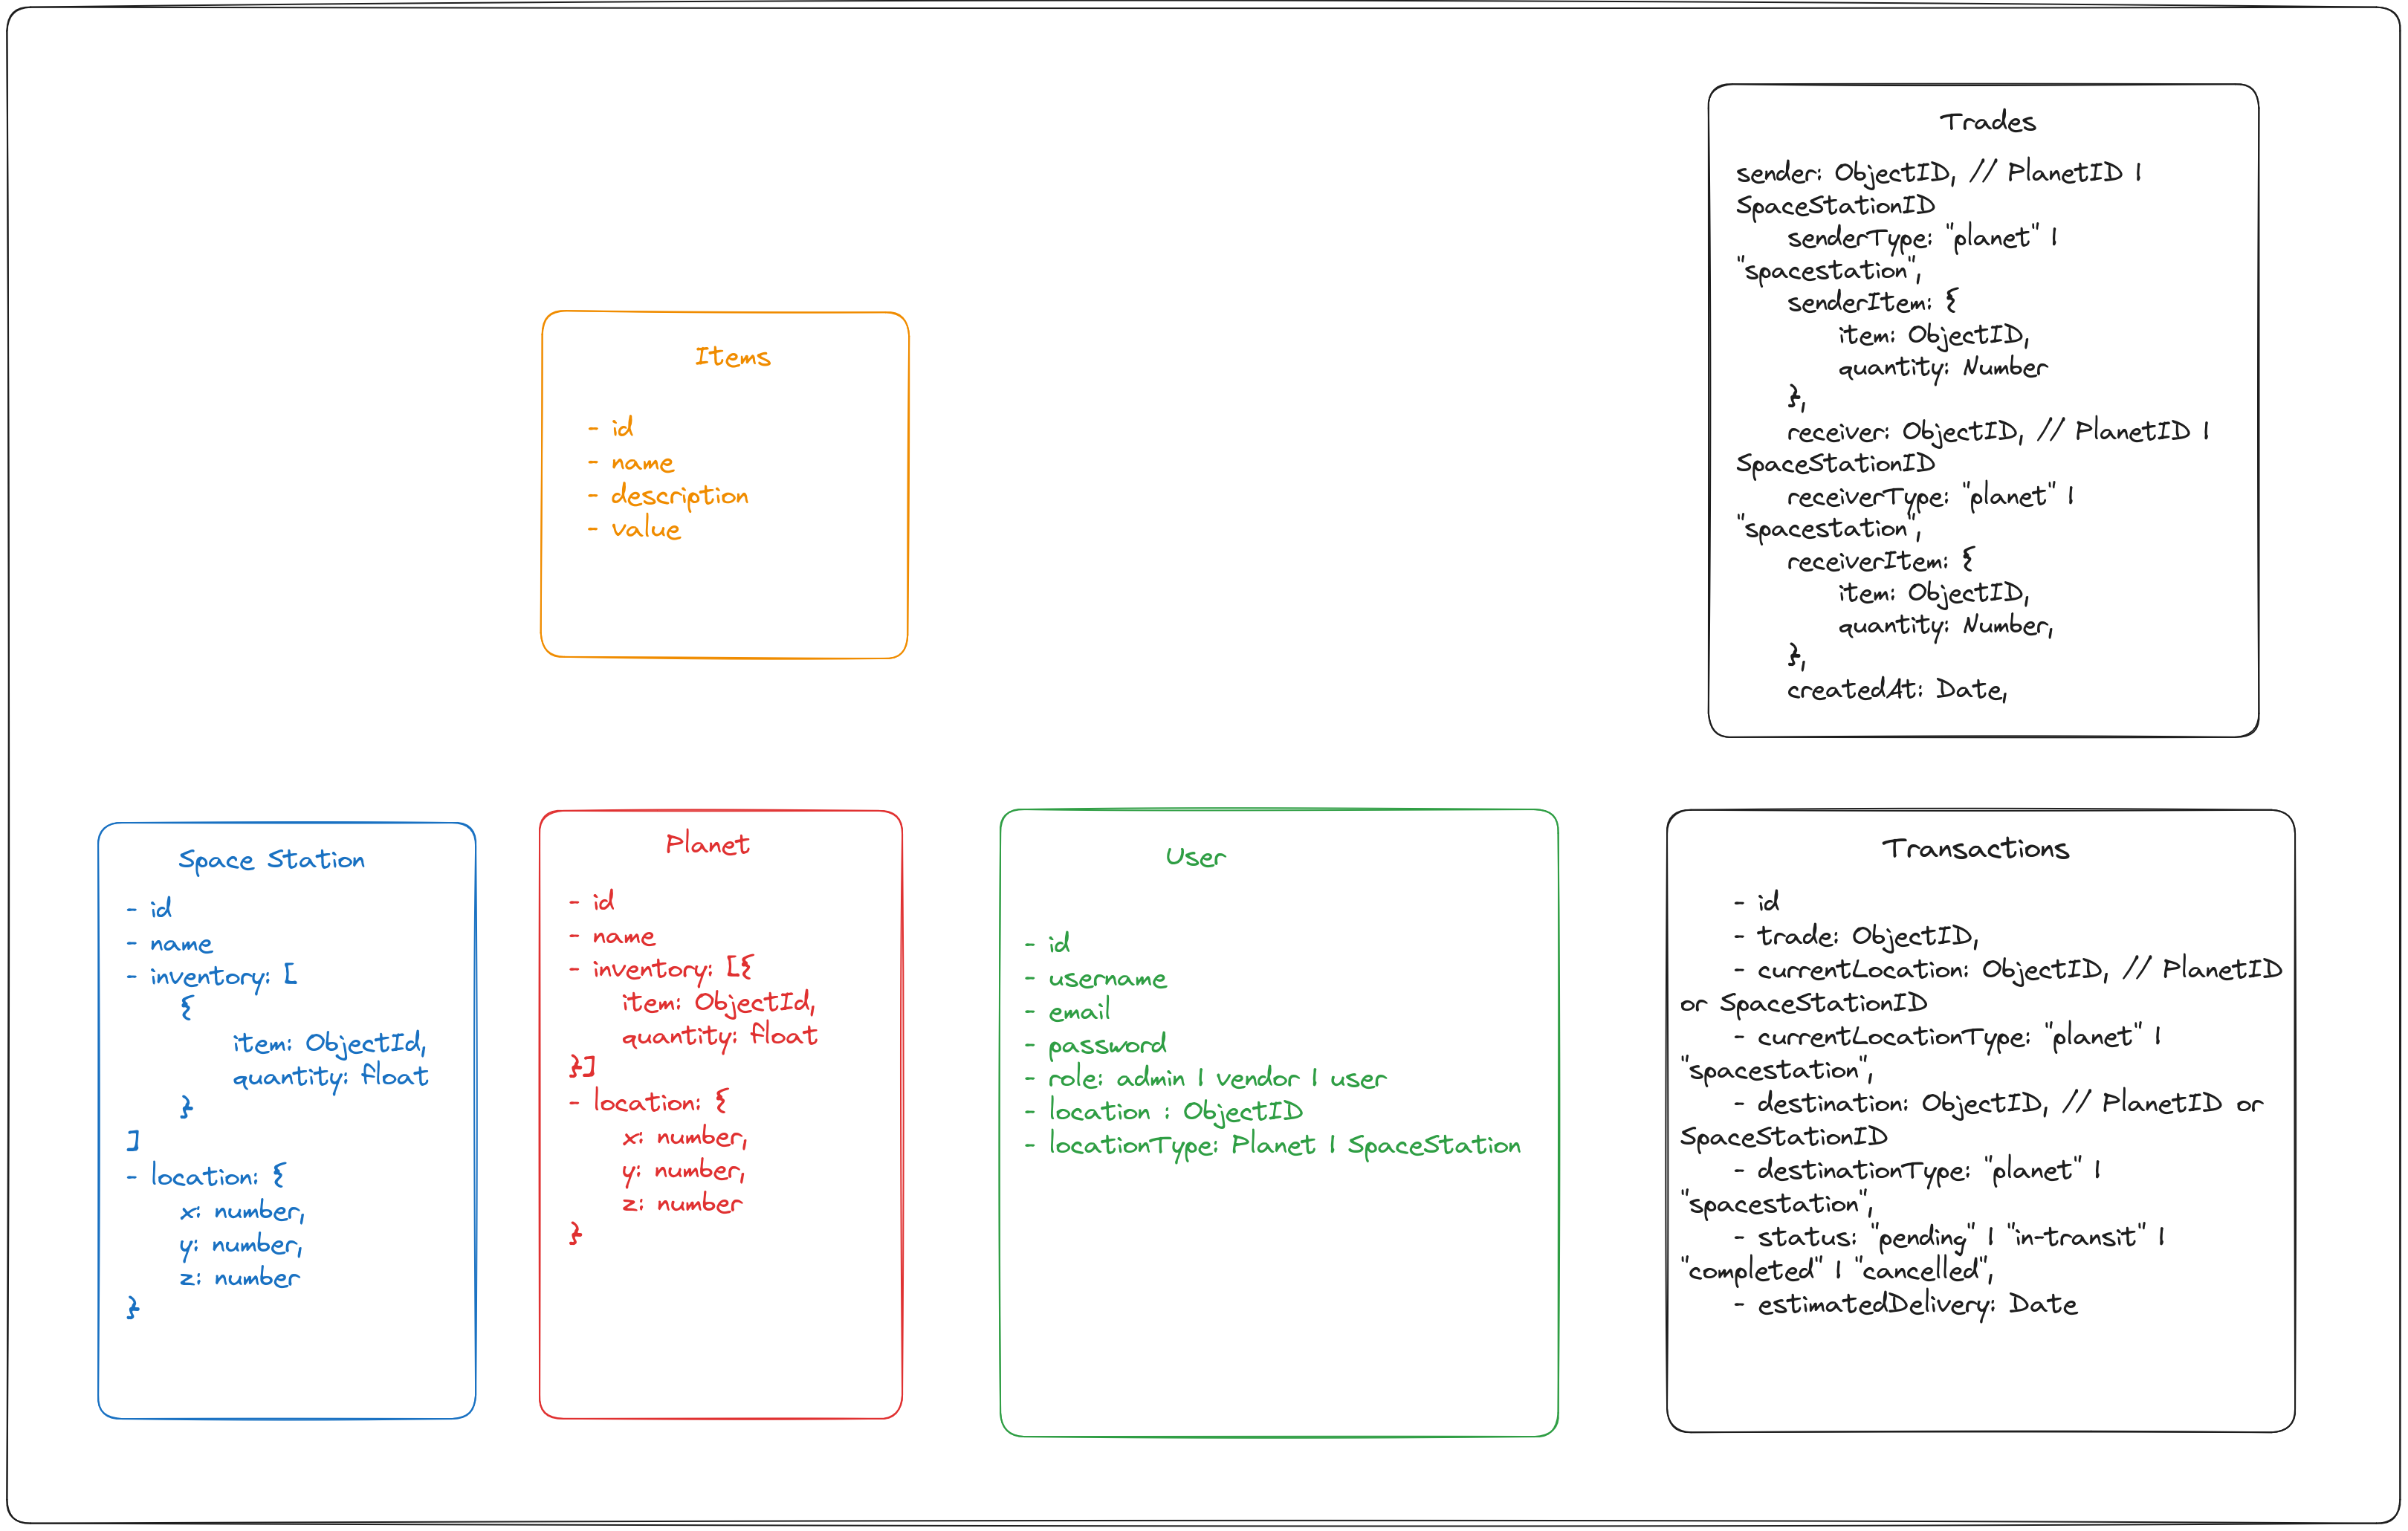 Trades
sender: ObjectID, // PlanetID |
SpaceStationID
senderType: "planet" |
"spacestation",
senderItem: {
item: ObjectID,
quantity: Number
},
receiver: ObjectID, // PlanetID |
SpaceStationID
receiverType: "planet" |
"spacestation",
receiverItem: {
item: ObjectID,
quantity: Number,
},
createdAt: Date,
Items
- id
- name
- description
- value
Space Station
- id
- name
- inventory: [
{
item: ObjectId,
quantity: float
}
]
- location: {
x: number,
y: number,
z: number
}
Planet
- id
- name
- inventory: [{
item: ObjectId,
quantity: float
}]
- location: {
x: number,
y: number,
z: number
}
User
- id
- username
- email
- password
- role: admin | vendor | user
- location : ObjectID
- locationType: Planet | SpaceStation
Transactions
- id
- trade: ObjectID,
- currentLocation: ObjectID, // PlanetID
or SpaceStationID
- currentLocationType: "planet" |
"spacestation",
- destination: ObjectID, // PlanetID or
SpaceStationID
- destinationType: "planet" |
"spacestation",
- status: "pending" | "in-transit" |
"completed" | "cancelled",
- estimatedDelivery: Date